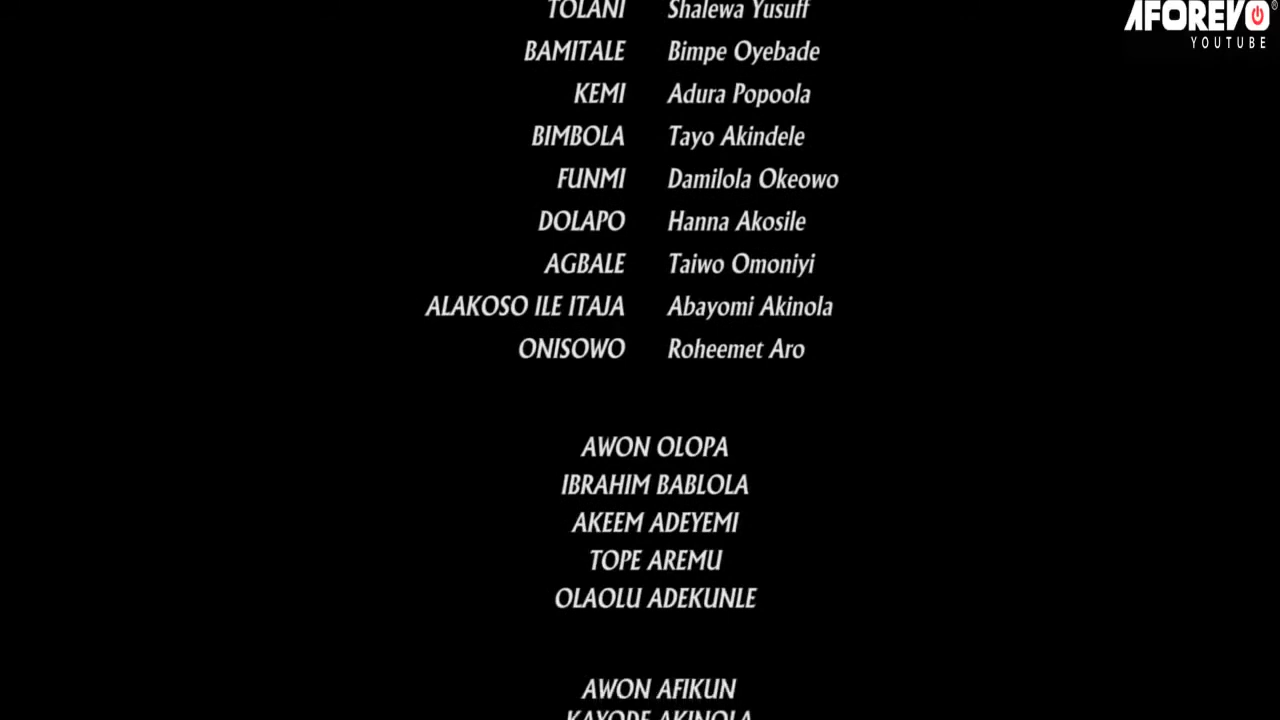 AFOREVO
YOUTUBE
TOLANI Shalewa Yusuff
BAMITALE Bimpe Oyebade
KEMI Adura Popoola
BIMBOLA Tayo Akindele
FUNMI Damilola Okeowo
DOLAPO Hanna Akosile
AGBALE Taiwo Omoniyi
ALAKOSO ILE ITAJA Abayomi Akinola
ONISOWO Roheemet Aro
AWON OLOPA
IBRAHIM BABLOLA
AKEEM ADEYEMI
TOPE AREMU
OLAOLU ADEKUNLE
AWON AFIKUN
KAYODE AKINOLA